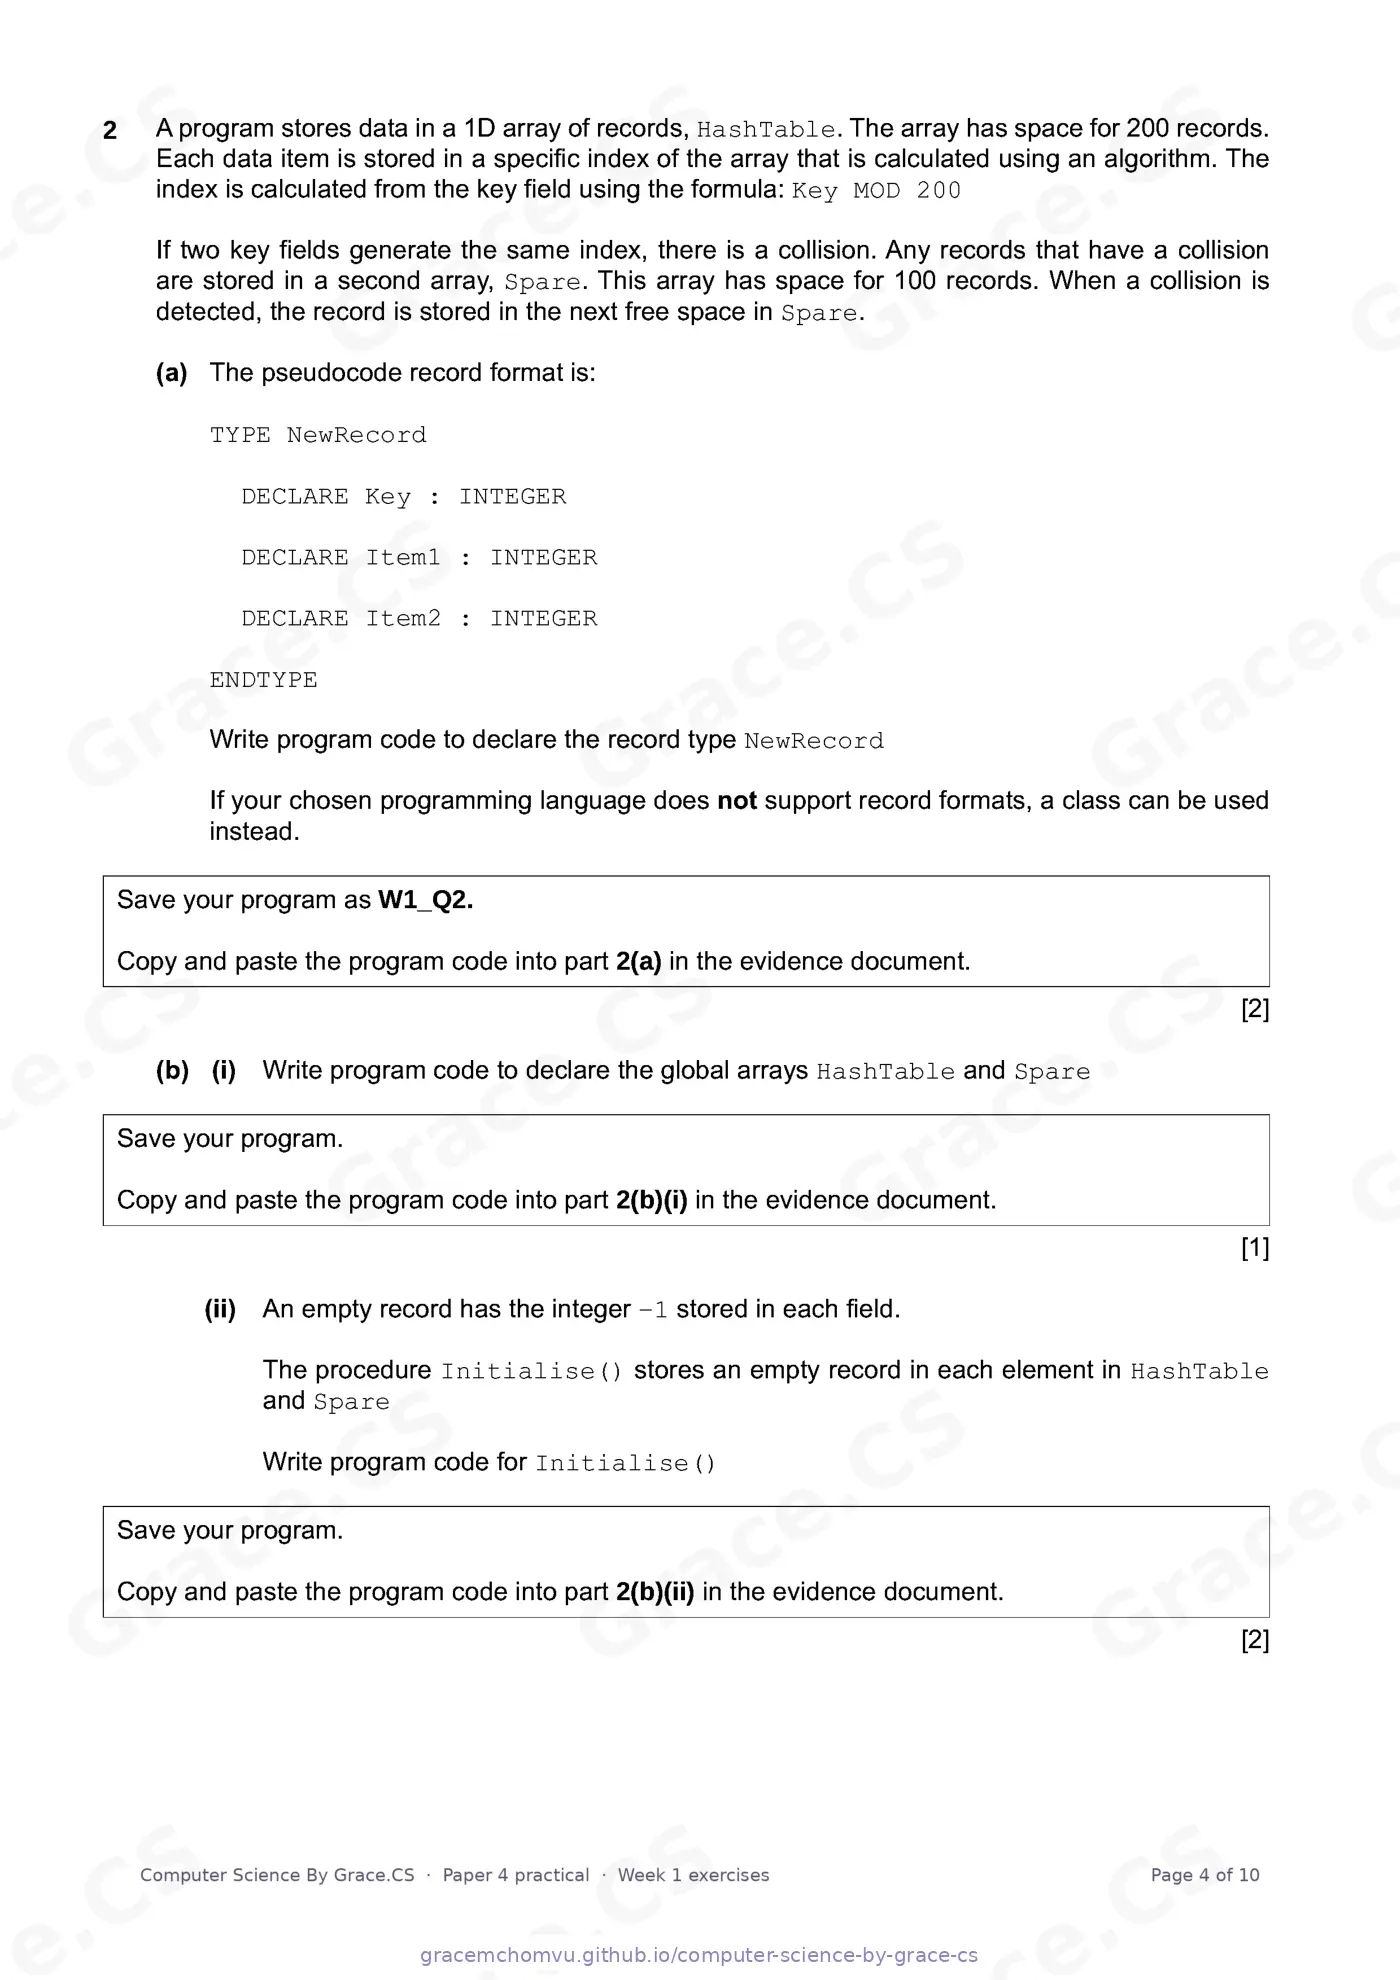 2 A program stores data in a 1D array of records, HashTable. The array has space for 200 records.
Each data item is stored in a specific index of the array that is calculated using an algorithm. The
index is calculated from the key field using the formula: Key MOD 200
If two key fields generate the same index, there is a collision. Any records that have a collision
are stored in a second array, Spare. This array has space for 100 records. When a collision is
detected, the record is stored in the next free space in Spare.
(a) The pseudocode record format is:
TYPE NewRecord
DECLARE Key : INTEGER
DECLARE Item1 : INTEGER
DECLARE Item2 : INTEGER
ENDTYPE
Write program code to declare the record type NewRecord
If your chosen programming language does not support record formats, a class can be used
instead.
Save your program as W1_Q2.
Copy and paste the program code into part 2(a) in the evidence document.
[2]
(b) (i) Write program code to declare the global arrays HashTable and Spare
Save your program.
Copy and paste the program code into part 2(b)(i) in the evidence document.
[1]
(ii) An empty record has the integer -1 stored in each field.
The procedure Initialise() stores an empty record in each element in HashTable
and Spare
Write program code for Initialise()
Save your program.
Copy and paste the program code into part 2(b)(ii) in the evidence document.
[2]
Computer Science By Grace.CS · Paper 4 practical · Week 1 exercises Page 4 of 10
gracemchomvu.github.io/computer-science-by-grace-cs